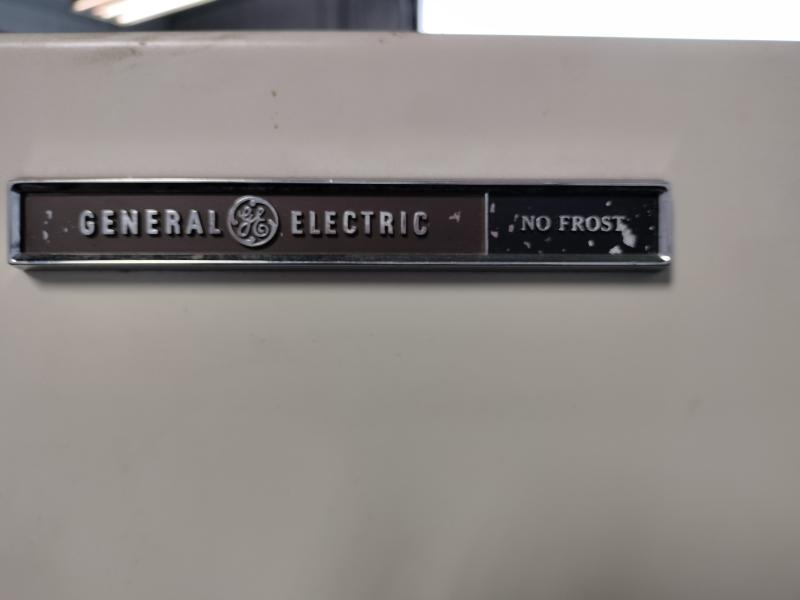 GENERAL GE ELECTRIC NO FROST